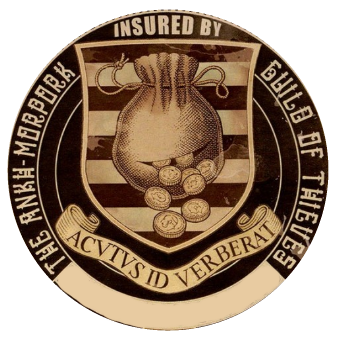 INSURED BY
THE ANKH-MORPORK
GUILD OF THIEVES
ACVTVS ID VERBERAT